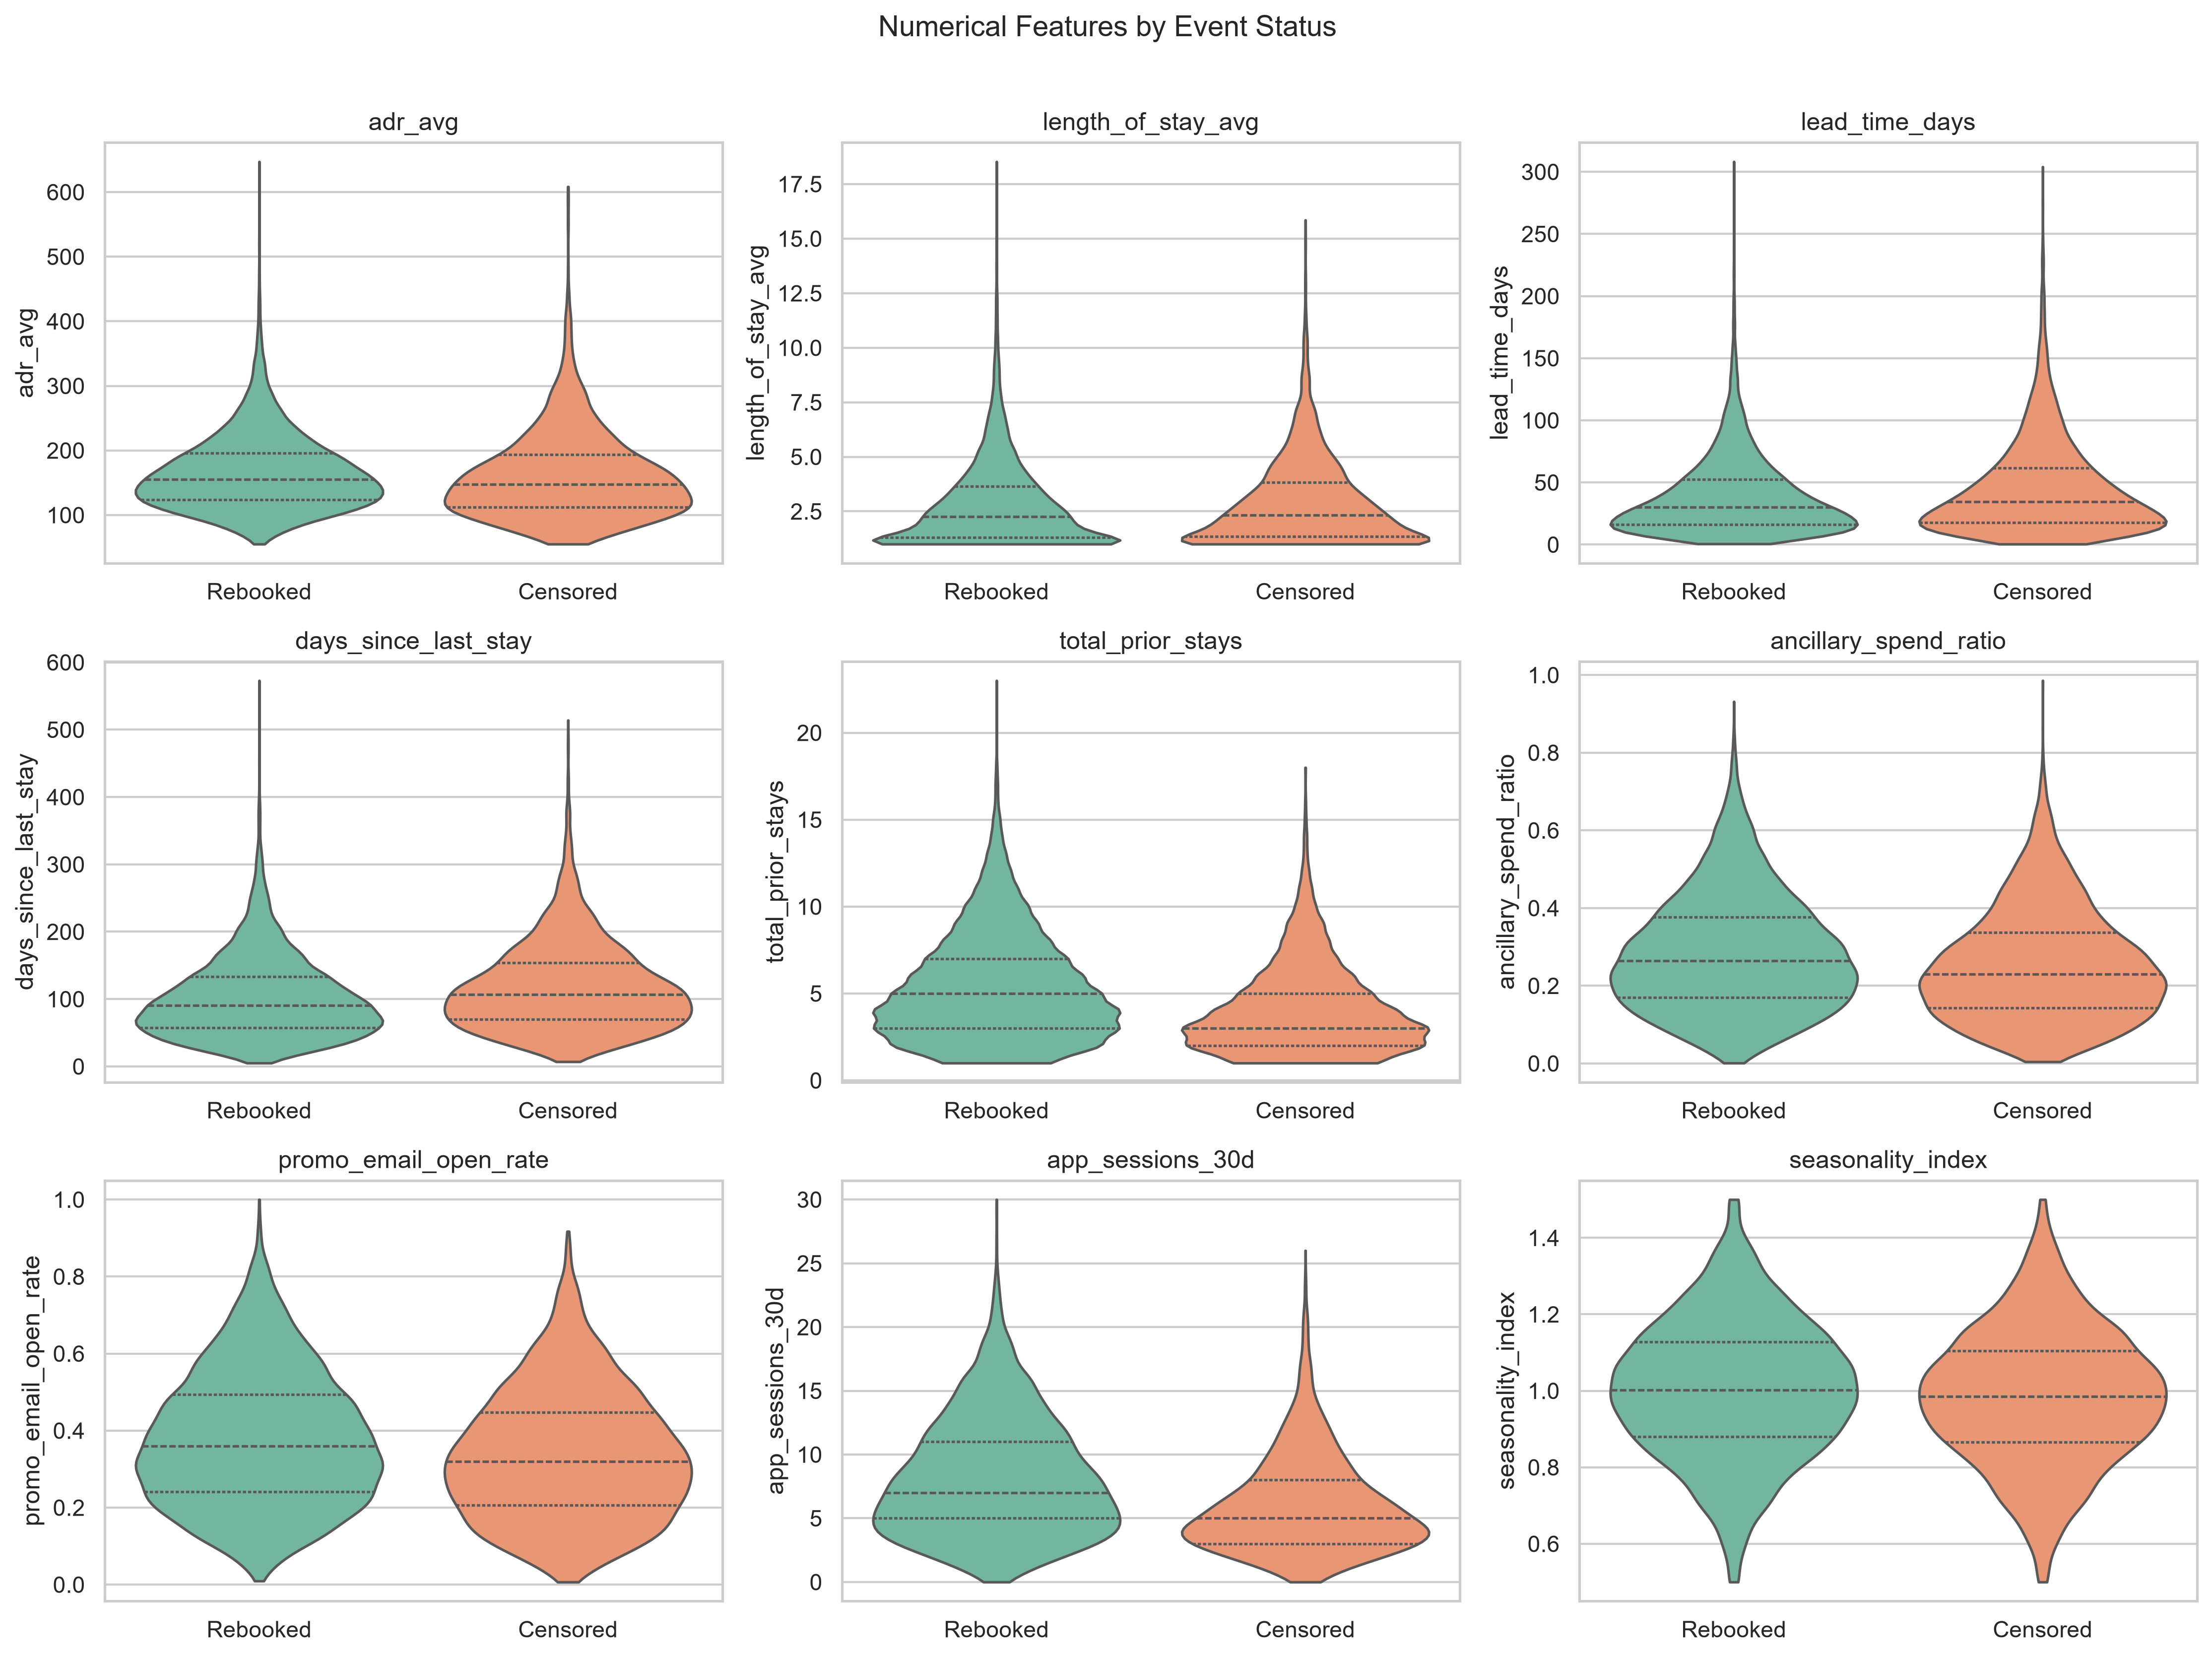 Numerical Features by Event Status
adr_avg
adr_avg
600
500
400
300
200
100
Rebooked
Censored
length_of_stay_avg
length_of_stay_avg
17.5
15.0
12.5
10.0
7.5
5.0
2.5
Rebooked
Censored
lead_time_days
lead_time_days
300
250
200
150
100
50
0
Rebooked
Censored
days_since_last_stay
days_since_last_stay
600
500
400
300
200
100
0
Rebooked
Censored
total_prior_stays
total_prior_stays
20
15
10
5
0
Rebooked
Censored
ancillary_spend_ratio
ancillary_spend_ratio
1.0
0.8
0.6
0.4
0.2
0.0
Rebooked
Censored
promo_email_open_rate
promo_email_open_rate
1.0
0.8
0.6
0.4
0.2
0.0
Rebooked
Censored
app_sessions_30d
app_sessions_30d
30
25
20
15
10
5
0
Rebooked
Censored
seasonality_index
seasonality_index
1.4
1.2
1.0
0.8
0.6
Rebooked
Censored